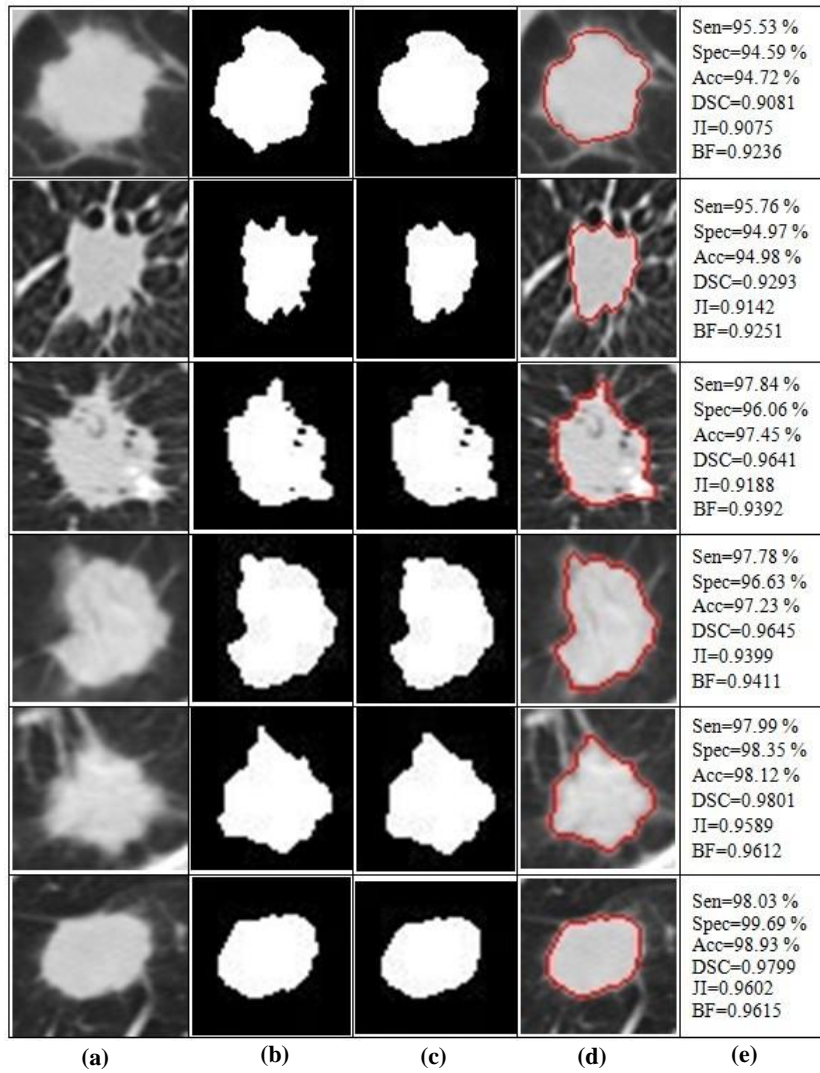 Sen=95.53 %
Spec=94.59 %
Acc=94.72 %
DSC=0.9081
JI=0.9075
BF=0.9236
Sen=95.76 %
Spec=94.97 %
Acc=94.98 %
DSC=0.9293
JI=0.9142
BF=0.9251
Sen=97.84 %
Spec=96.06 %
Acc=97.45 %
DSC=0.9641
JI=0.9188
BF=0.9392
Sen=97.78 %
Spec=96.63 %
Acc=97.23 %
DSC=0.9645
JI=0.9399
BF=0.9411
Sen=97.99 %
Spec=98.35 %
Acc=98.12 %
DSC=0.9801
JI=0.9589
BF=0.9612
Sen=98.03 %
Spec=99.69 %
Acc=98.93 %
DSC=0.9799
JI=0.9602
BF=0.9615
(a) (b) (c) (d) (e)